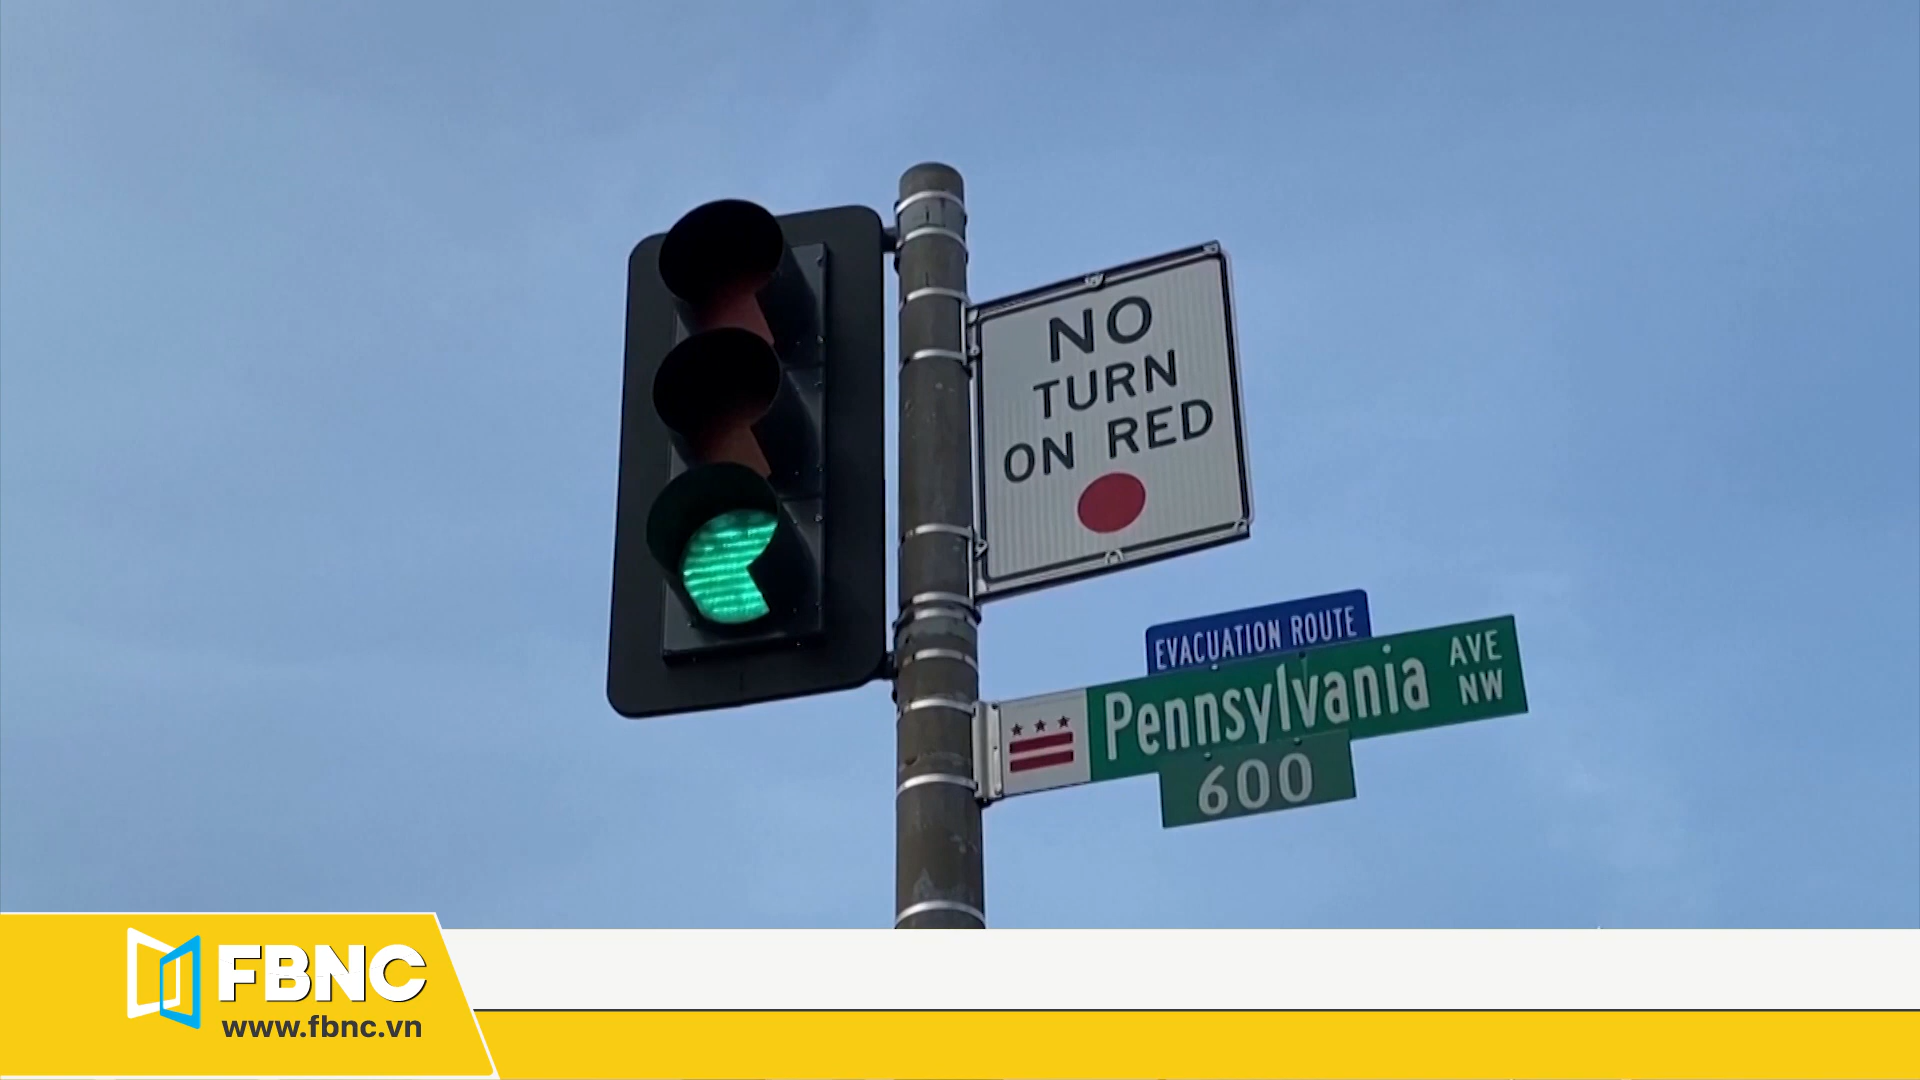 NO
TURN
ON RED
EVACUATION ROUTE
Pennsylvania AVE NW
600
FBNC
www.fbnc.vn